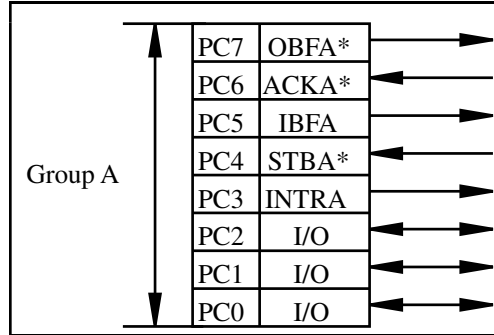 PC7 OBFA*
PC6 ACKA*
PC5 IBFA
PC4 STBA*
Group A
PC3 INTRA
PC2 I/O
PC1 I/O
PC0 I/O